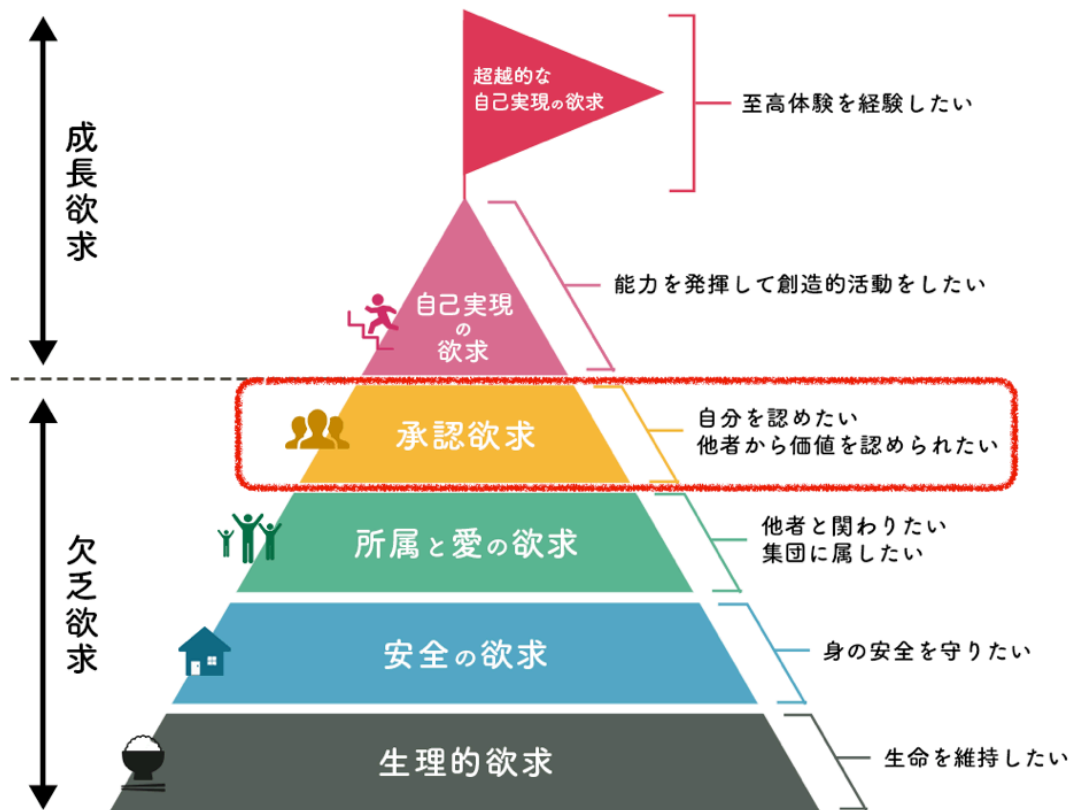 成長欲求
超越的な
自己実現の欲求
至高体験を経験したい
自己実現
の
欲求
能力を発揮して創造的活動をしたい
欠乏欲求
承認欲求
自分を認めたい
他者から価値を認められたい
所属と愛の欲求
他者と関わりたい
集団に属したい
安全の欲求
身の安全を守りたい
生理的欲求
生命を維持したい